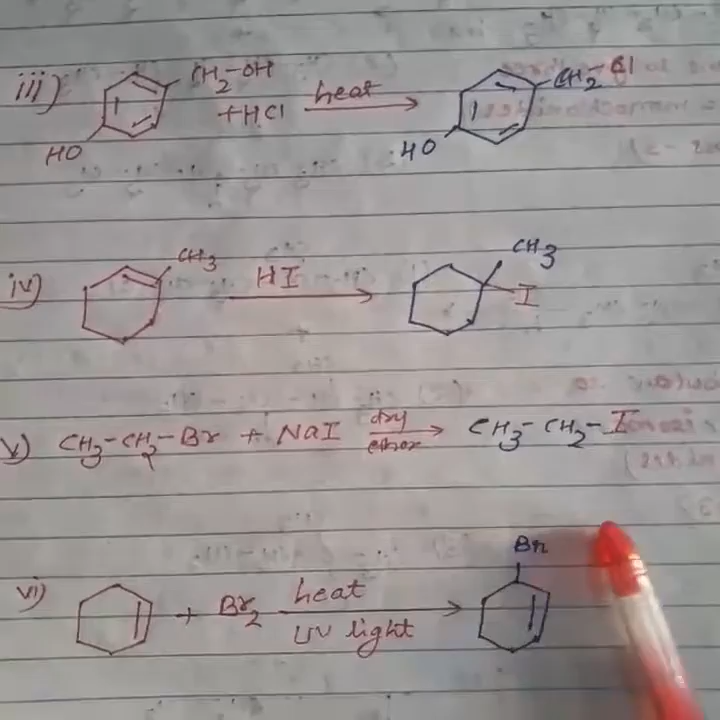 iii) CH2-OH +HCl heat CH2-Cl
HO HO
iv) CH3 HI CH3
I
v) CH3-CH2-Br + NaI dry ether CH3-CH2-I
vi) + Br2 heat UV light Br